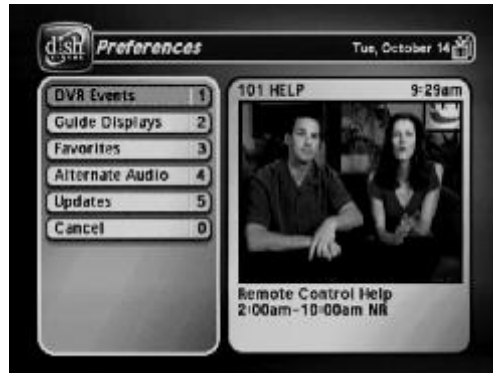 dish
Preferences
Tue, October 14
DVR Events 1
Guide Displays 2
Favorites 3
Alternate Audio 4
Updates 5
Cancel 0
101 HELP 9:29am
Remote Control Help
2:00am-10:00am NR